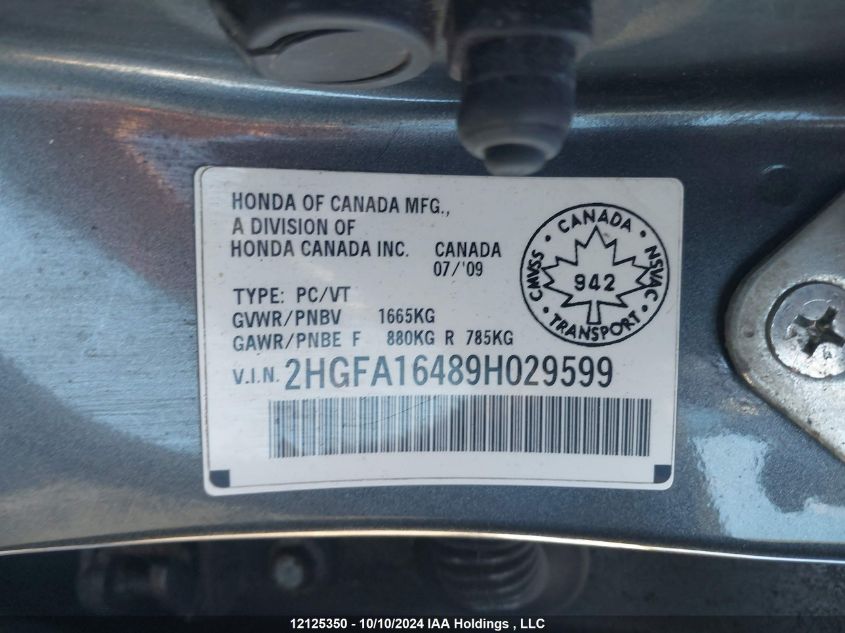 HONDA OF CANADA MFG.,
A DIVISION OF
HONDA CANADA INC. CANADA
07/'09
TYPE: PC/VT
GVWR/PNBV 1665KG
GAWR/PNBE F 880KG R 785KG
V.I.N. 2HGFA16489H029599
CANADA
CMVSS
NSVAC
942
TRANSPORT
12125350 - 10/10/2024 IAA Holdings , LLC